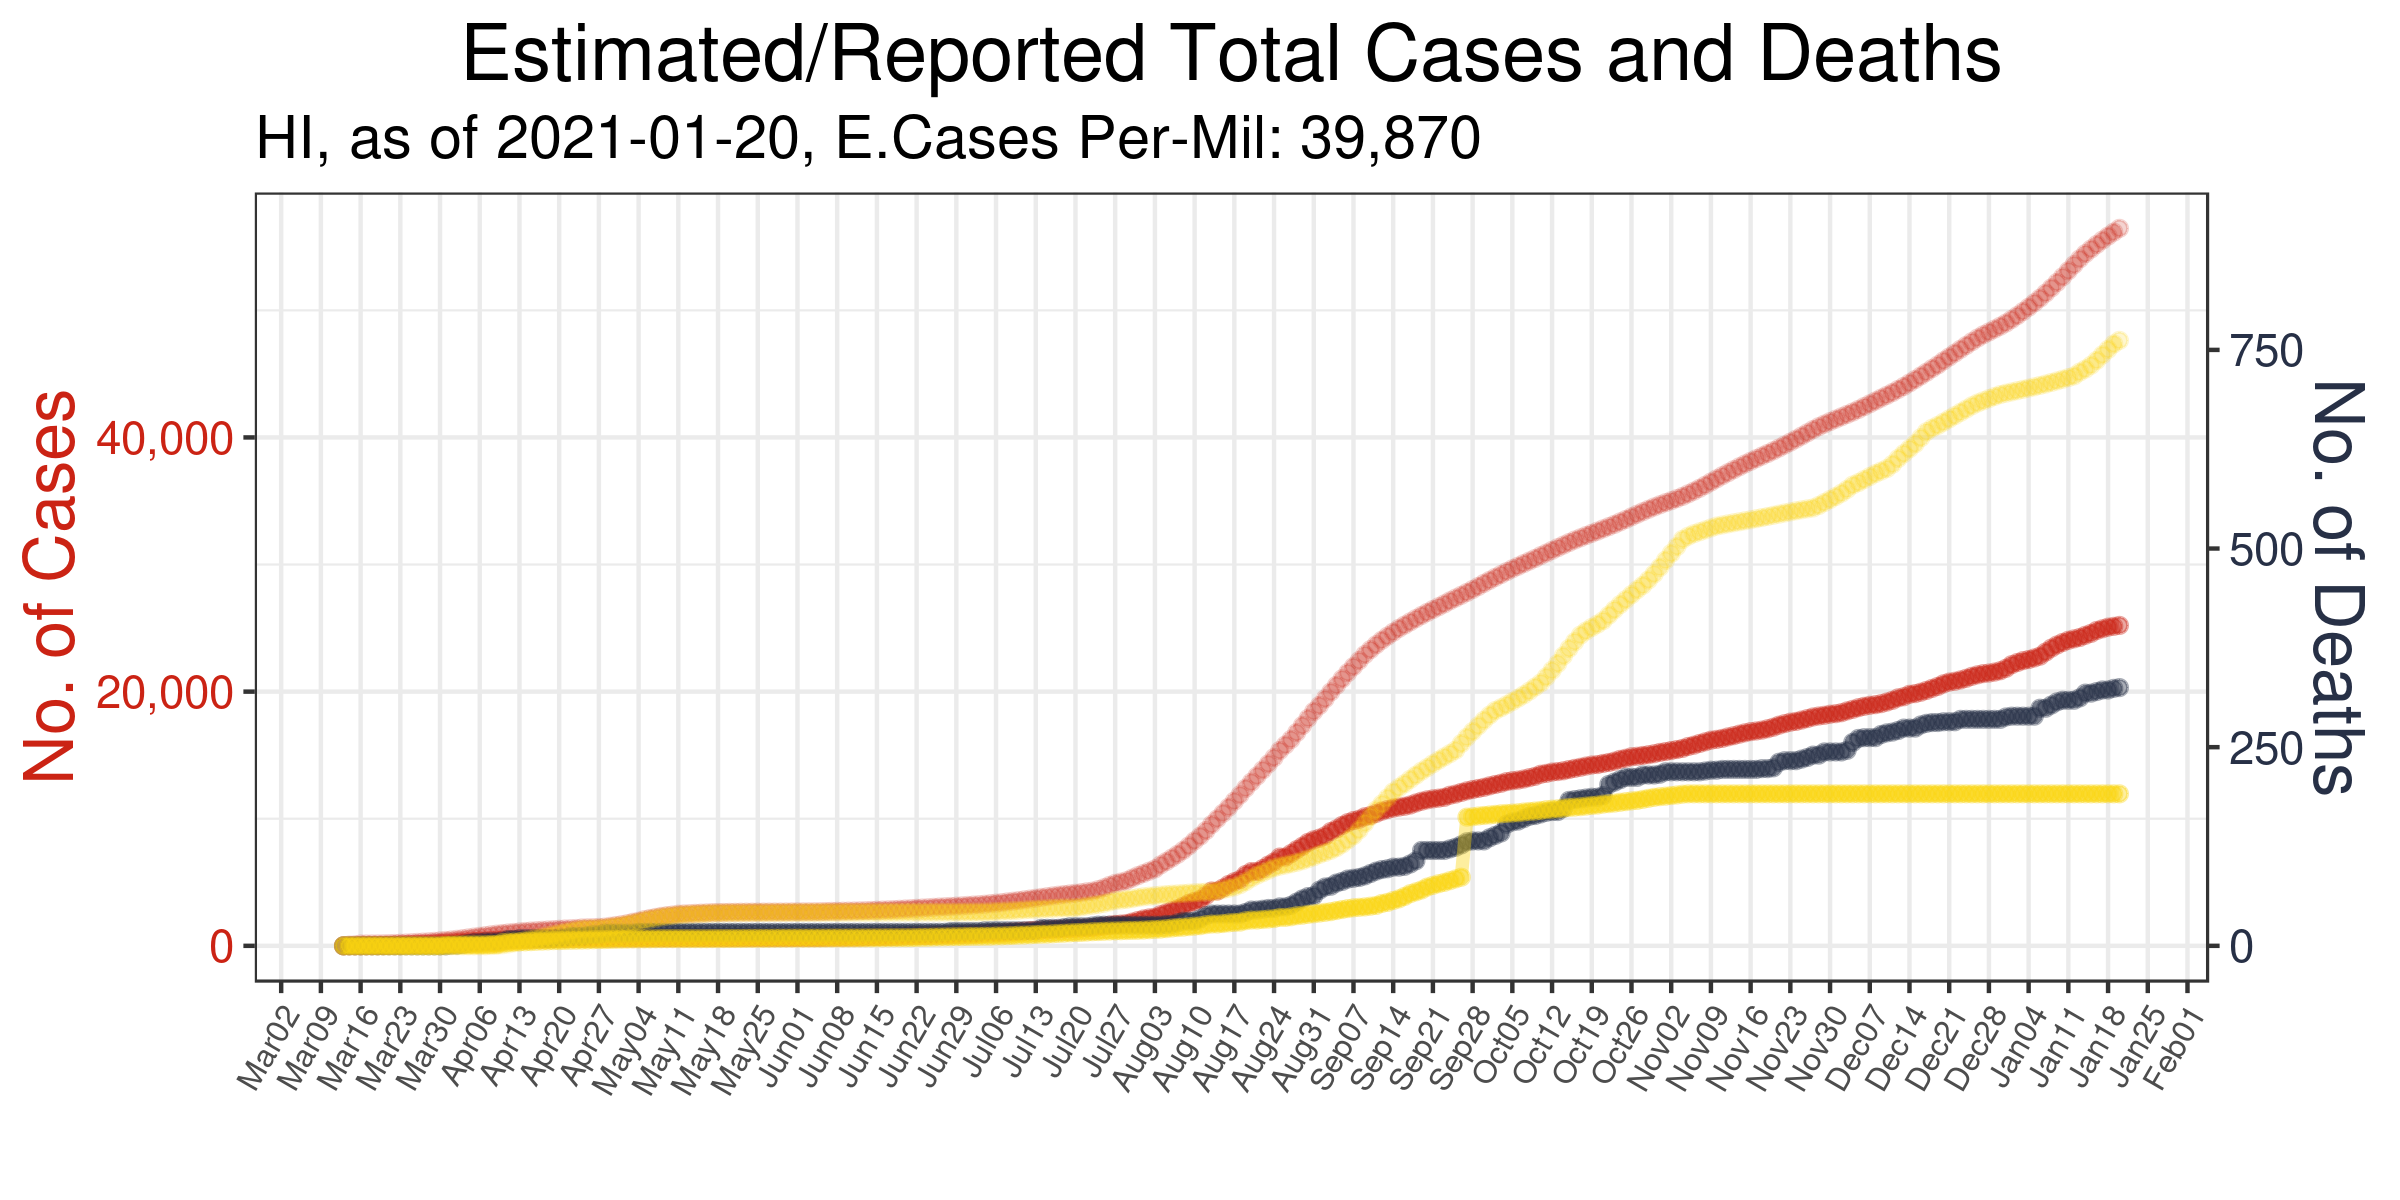 Estimated/Reported Total Cases and Deaths
HI, as of 2021-01-20, E.Cases Per-Mil: 39,870
No. of Cases
40,000
20,000
0
750
500
250
0
No. of Deaths
Mar02 Mar09 Mar16 Mar23 Mar30 Apr06 Apr13 Apr20 Apr27 May04 May11 May18 May25 Jun01 Jun08 Jun15 Jun22 Jun29 Jul06 Jul13 Jul20 Jul27 Aug03 Aug10 Aug17 Aug24 Aug31 Sep07 Sep14 Sep21 Sep28 Oct05 Oct12 Oct19 Oct26 Nov02 Nov09 Nov16 Nov23 Nov30 Dec07 Dec14 Dec21 Dec28 Jan04 Jan11 Jan18 Jan25 Feb01